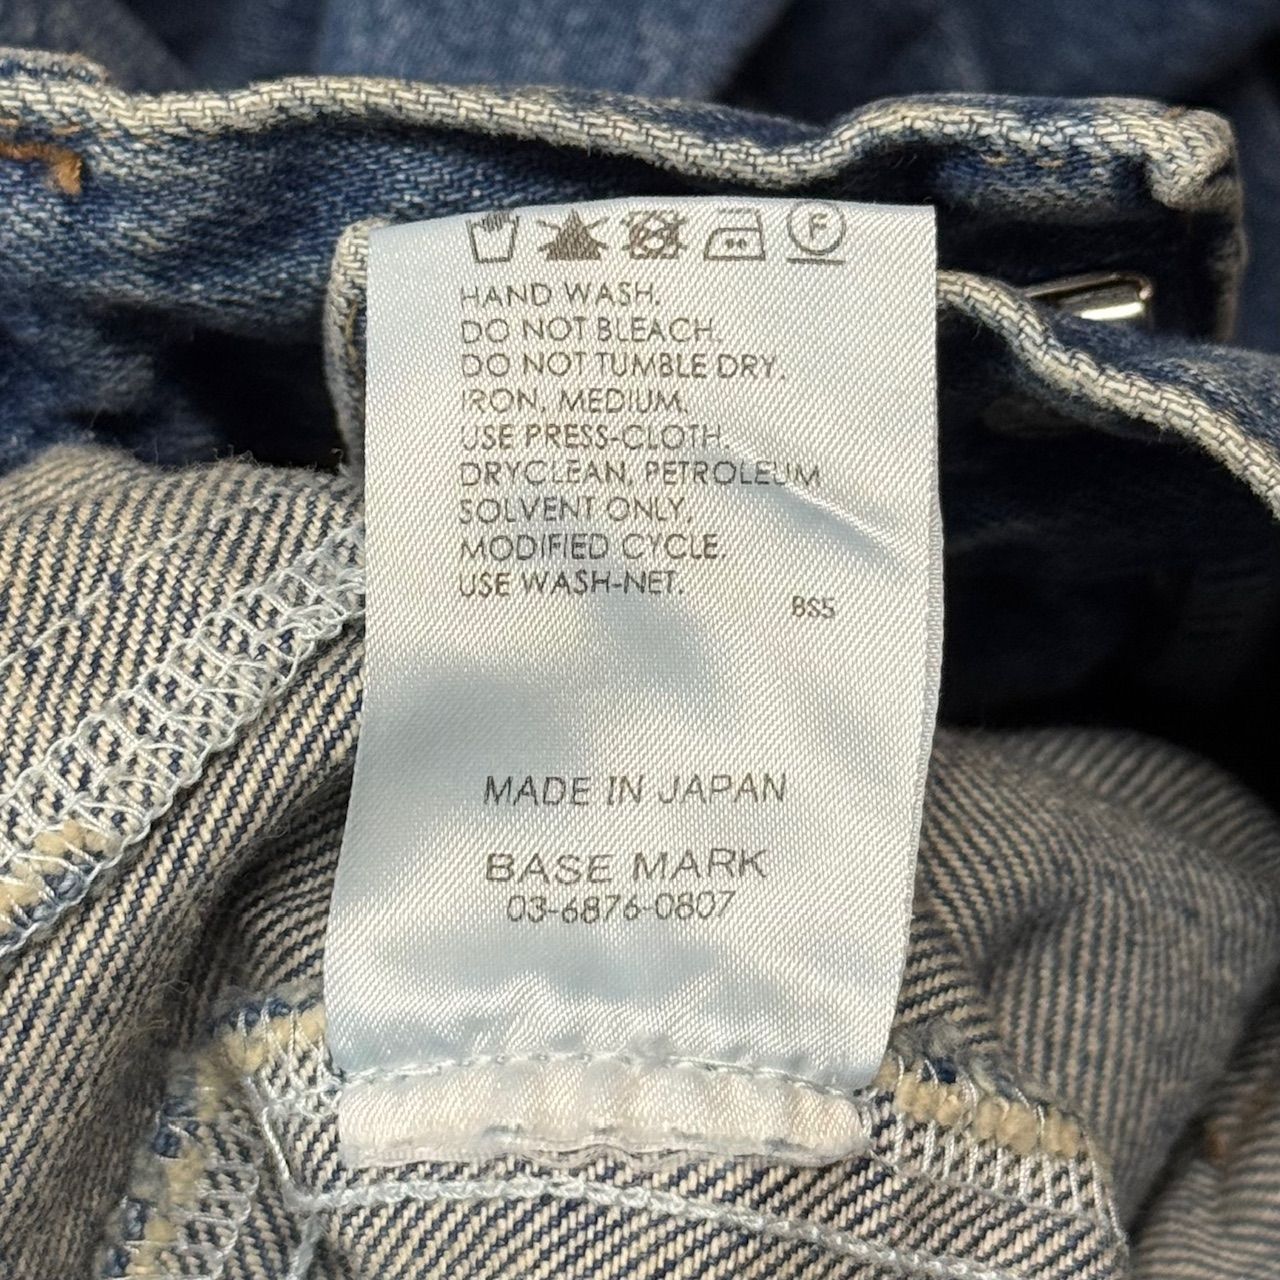 F
HAND WASH.
DO NOT BLEACH.
DO NOT TUMBLE DRY.
IRON, MEDIUM.
USE PRESS-CLOTH.
DRYCLEAN, PETROLEUM
SOLVENT ONLY,
MODIFIED CYCLE.
USE WASH-NET.
BS5
MADE IN JAPAN
BASE MARK
03-6876-0807